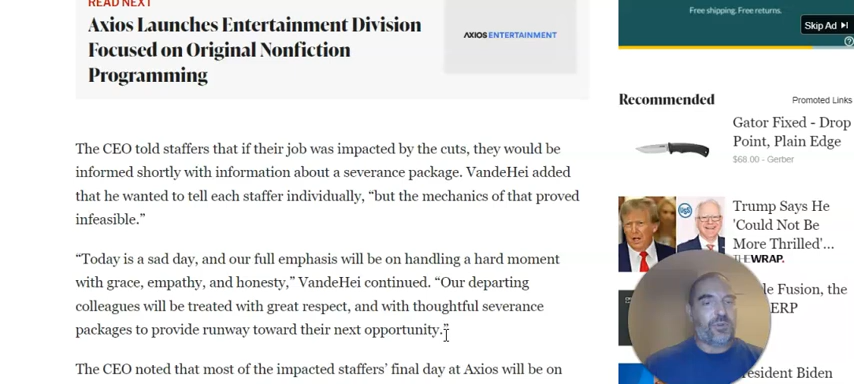 READ NEXT
Axios Launches Entertainment Division
Focused on Original Nonfiction
Programming
AXIOS ENTERTAINMENT
The CEO told staffers that if their job was impacted by the cuts, they would be
informed shortly with information about a severance package. VandeHei added
that he wanted to tell each staffer individually, “but the mechanics of that proved
infeasible.”
“Today is a sad day, and our full emphasis will be on handling a hard moment
with grace, empathy, and honesty,” VandeHei continued. “Our departing
colleagues will be treated with great respect, and with thoughtful severance
packages to provide runway toward their next opportunity.”
The CEO noted that most of the impacted staffers’ final day at Axios will be on
Free shipping. Free returns.
Skip Ad
Recommended
Promoted Links
Gator Fixed - Drop
Point, Plain Edge
$68.00 - Gerber
Trump Says He
'Could Not Be
More Thrilled'...
THEWRAP.
Fusion, the
ERP
Biden